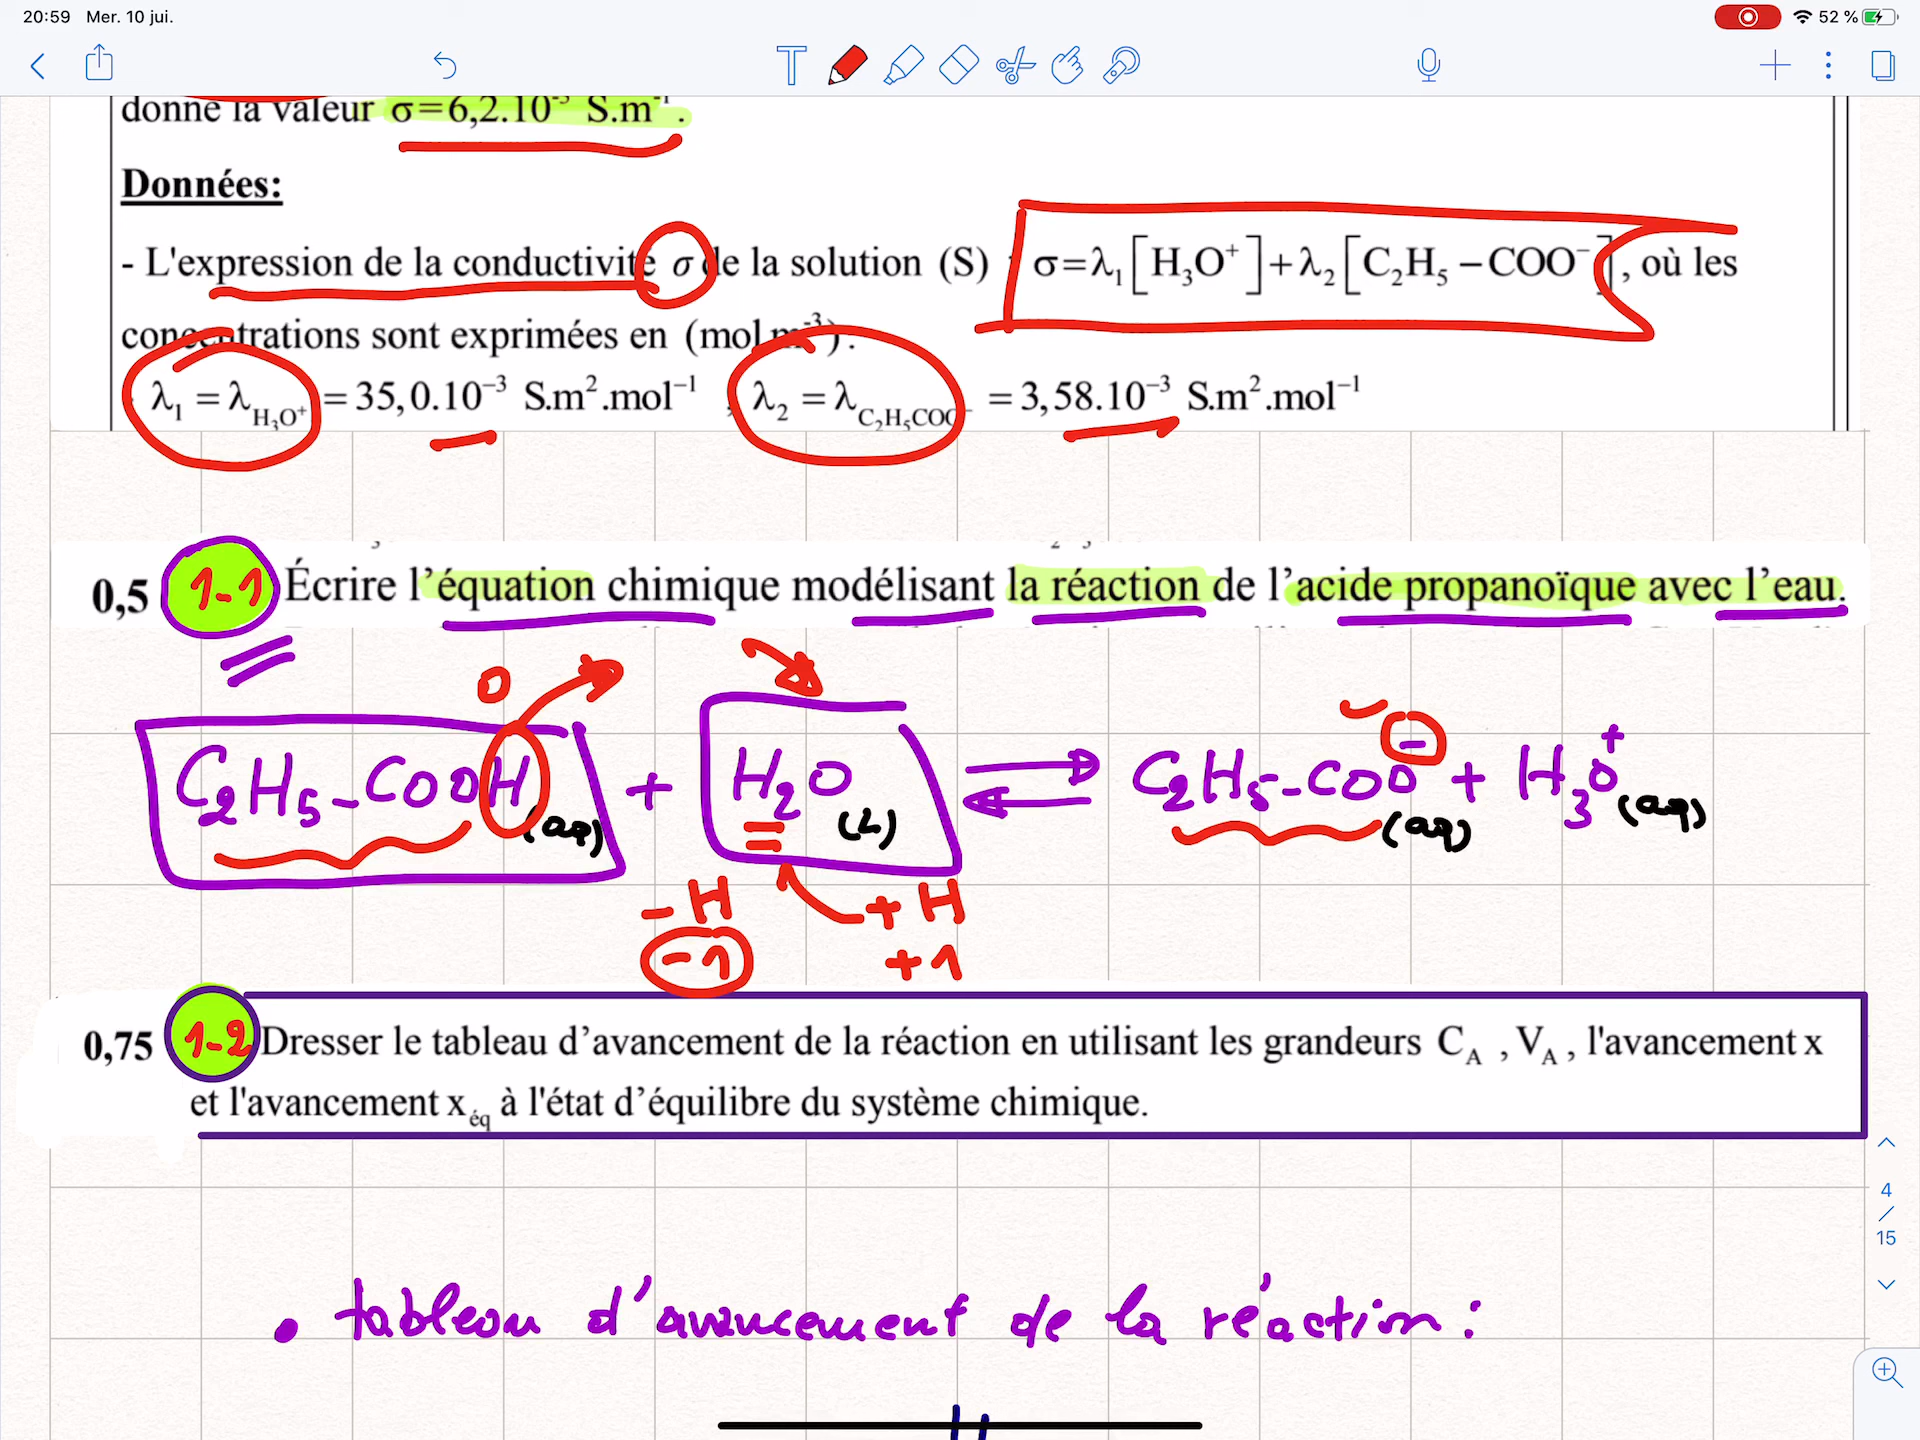 20:59 Mer. 10 jui. 52 %
donne la valeur σ=6,2.10⁻³ S.m⁻¹.
Données:
- L'expression de la conductivité σ de la solution (S) σ=λ₁[H₃O⁺]+λ₂[C₂H₅−COO⁻], où les
concentrations sont exprimées en (mol.m⁻³).
λ₁ = λ_H₃O⁺ = 35,0.10⁻³ S.m².mol⁻¹ , λ₂ = λ_C₂H₅COO⁻ = 3,58.10⁻³ S.m².mol⁻¹
0,5 1-1 Écrire l'équation chimique modélisant la réaction de l'acide propanoïque avec l'eau.
0
C₂H₅-COOH(aq) + H₂O(L) ⇌ C₂H₅-COO⁻(aq) + H₃O⁺(aq)
-H +H
-1 +1
0,75 1-2 Dresser le tableau d'avancement de la réaction en utilisant les grandeurs C_A , V_A , l'avancement x
et l'avancement x_éq à l'état d'équilibre du système chimique.
4
/
15
• tableau d'avancement de la réaction :